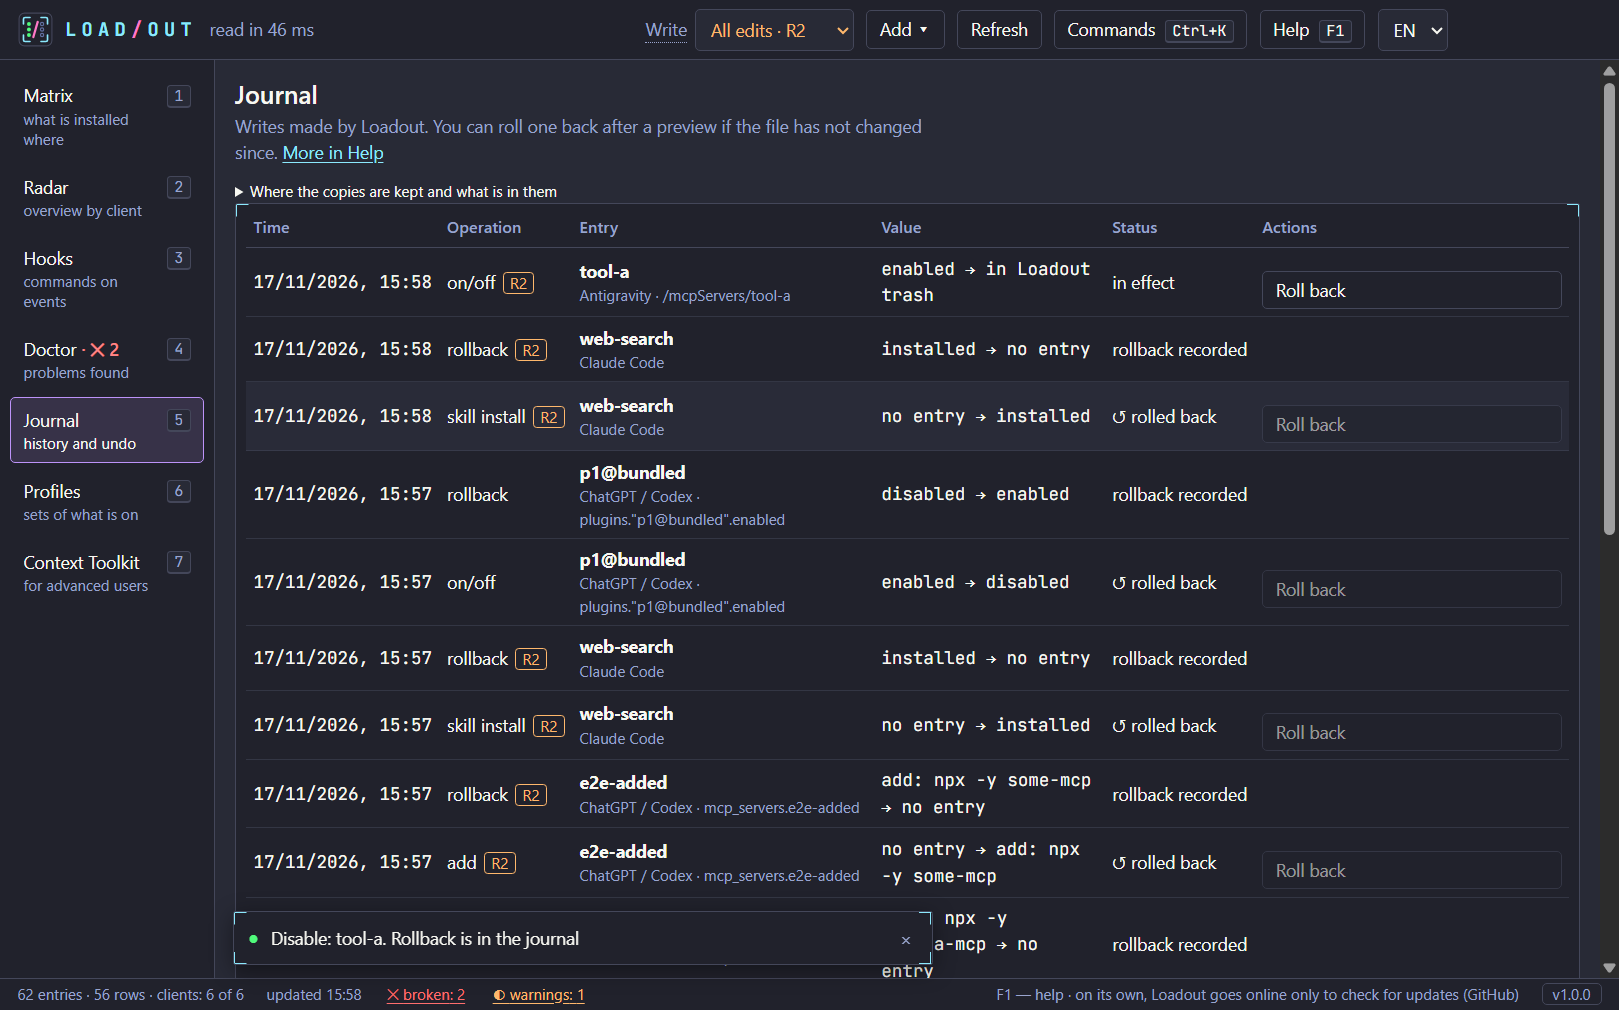 LOAD/OUT read in 46 ms Write All edits · R2 Add Refresh Commands Ctrl+K Help F1 EN
Matrix 1
what is installed
where
Radar 2
overview by client
Hooks 3
commands on
events
Doctor · 2 4
problems found
Journal 5
history and undo
Profiles 6
sets of what is on
Context Toolkit 7
for advanced users
Journal
Writes made by Loadout. You can roll one back after a preview if the file has not changed
since. More in Help
Where the copies are kept and what is in them
Time Operation Entry Value Status Actions
17/11/2026, 15:58 on/off R2 tool-a
Antigravity · /mcpServers/tool-a
enabled → in Loadout
trash
in effect Roll back
17/11/2026, 15:58 rollback R2 web-search
Claude Code
installed → no entry rollback recorded
17/11/2026, 15:58 skill install R2 web-search
Claude Code
no entry → installed ↺ rolled back Roll back
17/11/2026, 15:57 rollback p1@bundled
ChatGPT / Codex ·
plugins."p1@bundled".enabled
disabled → enabled rollback recorded
17/11/2026, 15:57 on/off p1@bundled
ChatGPT / Codex ·
plugins."p1@bundled".enabled
enabled → disabled ↺ rolled back Roll back
17/11/2026, 15:57 rollback R2 web-search
Claude Code
installed → no entry rollback recorded
17/11/2026, 15:57 skill install R2 web-search
Claude Code
no entry → installed ↺ rolled back Roll back
17/11/2026, 15:57 rollback R2 e2e-added
ChatGPT / Codex · mcp_servers.e2e-added
add: npx -y some-mcp
→ no entry
rollback recorded
17/11/2026, 15:57 add R2 e2e-added
ChatGPT / Codex · mcp_servers.e2e-added
no entry → add: npx
-y some-mcp
↺ rolled back Roll back
npx -y
a-mcp → no
entry
rollback recorded
Disable: tool-a. Rollback is in the journal ×
62 entries · 56 rows · clients: 6 of 6 updated 15:58 broken: 2 warnings: 1 F1 — help · on its own, Loadout goes online only to check for updates (GitHub) v1.0.0